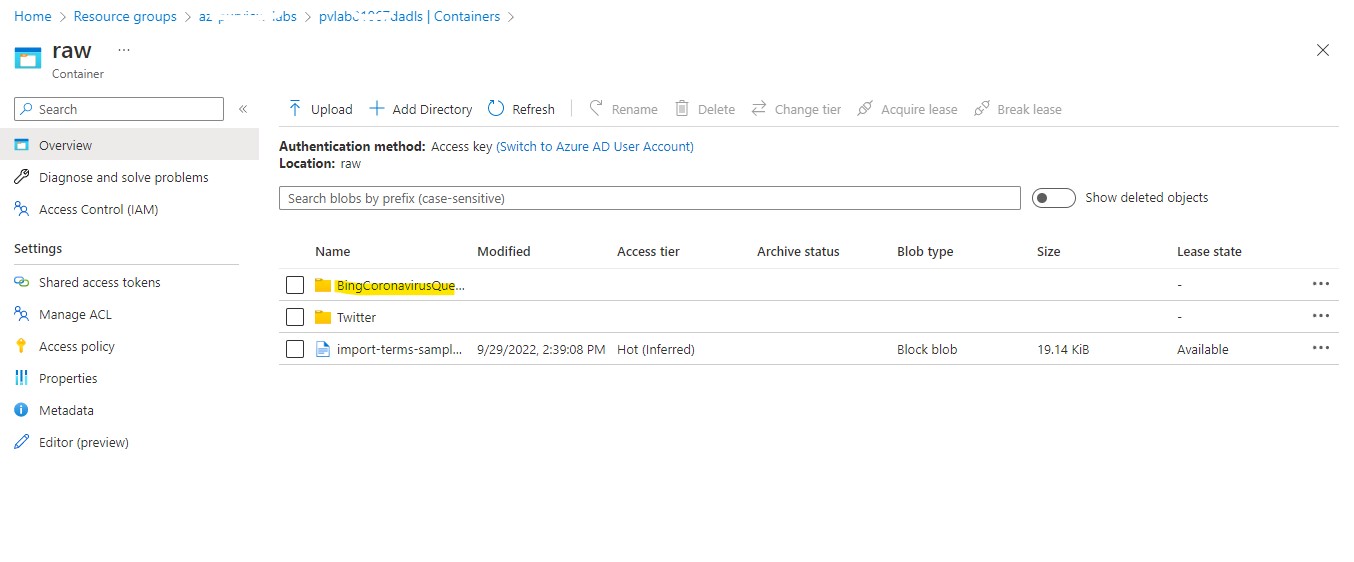 Home > Resource groups > > Containers >
raw ...
Container
Search «
Overview
Diagnose and solve problems
Access Control (IAM)
Settings
Shared access tokens
Manage ACL
Access policy
Properties
Metadata
Editor (preview)
Upload Add Directory Refresh Rename Delete Change tier Acquire lease Break lease
Authentication method: Access key (Switch to Azure AD User Account)
Location: raw
Search blobs by prefix (case-sensitive) Show deleted objects
Name Modified Access tier Archive status Blob type Size Lease state
BingCoronavirusQue... - ...
Twitter - ...
import-terms-sampl... 9/29/2022, 2:39:08 PM Hot (Inferred) Block blob 19.14 KiB Available ...